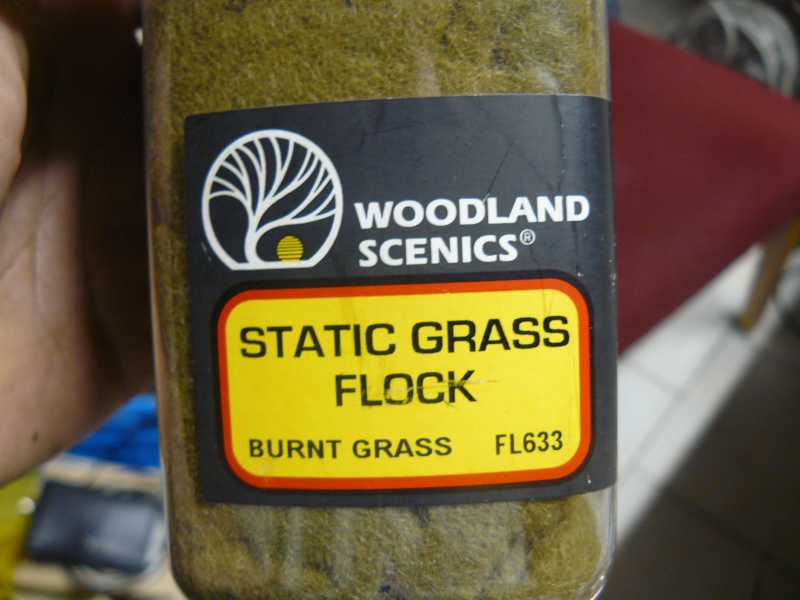 WOODLAND
SCENICS®
STATIC GRASS
FLOCK
BURNT GRASS FL633